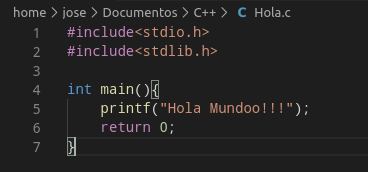 home > jose > Documentos > C++ > C Hola.c
1 #include<stdio.h>
2 #include<stdlib.h>
3
4 int main(){
5     printf("Hola Mundoo!!!");
6     return 0;
7 }